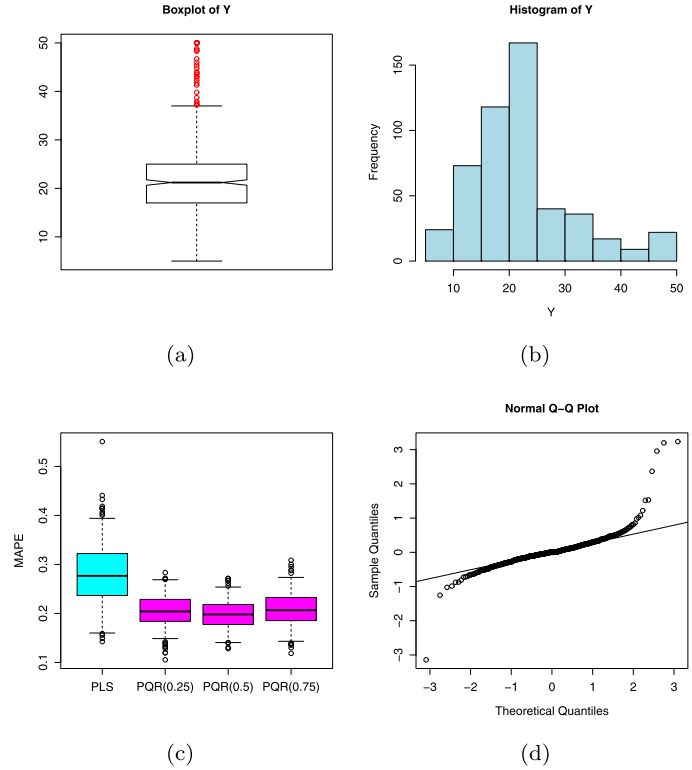 Boxplot of Y
50
40
30
20
10
(a)
Histogram of Y
Frequency
150
100
50
0
10 20 30 40 50
Y
(b)
MAPE
0.5
0.4
0.3
0.2
0.1
PLS PQR(0.25) PQR(0.5) PQR(0.75)
(c)
Normal Q−Q Plot
Sample Quantiles
3
2
1
0
−1
−2
−3
−3 −2 −1 0 1 2 3
Theoretical Quantiles
(d)